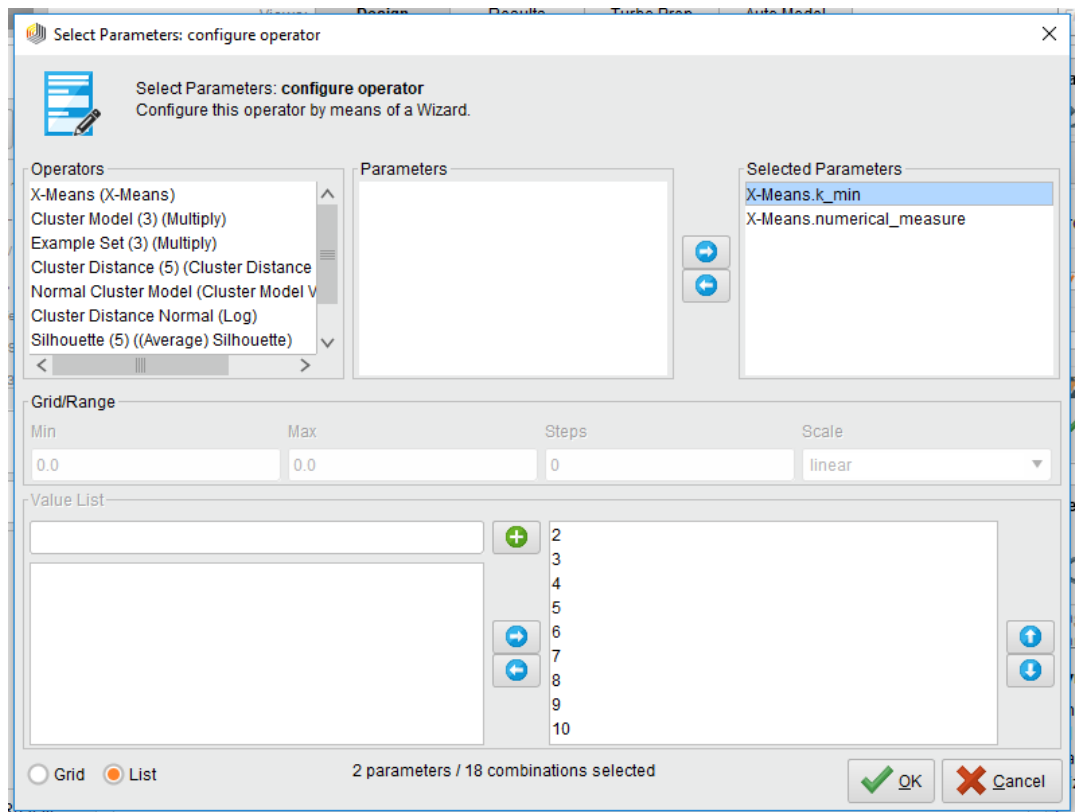 Select Parameters: configure operator
Select Parameters: configure operator
Configure this operator by means of a Wizard.
Operators
X-Means (X-Means)
Cluster Model (3) (Multiply)
Example Set (3) (Multiply)
Cluster Distance (5) (Cluster Distance
Normal Cluster Model (Cluster Model V
Cluster Distance Normal (Log)
Silhouette (5) ((Average) Silhouette)
Parameters
Selected Parameters
X-Means.k_min
X-Means.numerical_measure
Grid/Range
Min
Max
Steps
Scale
0.0
0.0
0
linear
Value List
2
3
4
5
6
7
8
9
10
Grid
List
2 parameters / 18 combinations selected
OK
Cancel